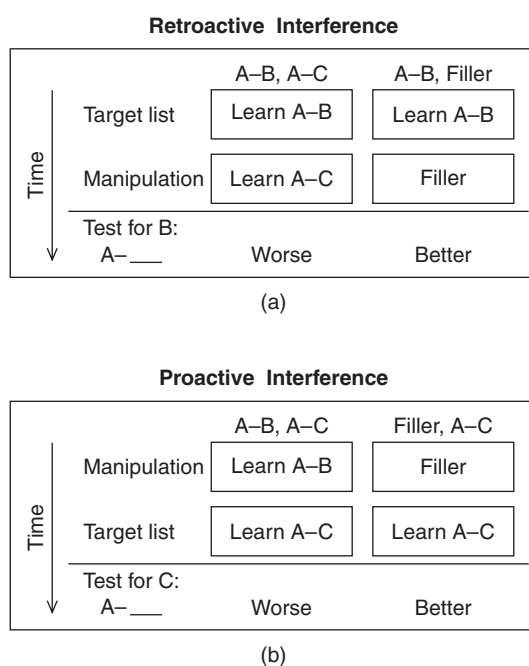 Retroactive Interference
A–B, A–C A–B, Filler
Target list Learn A–B Learn A–B
Time
Manipulation Learn A–C Filler
Test for B:
A– ___ Worse Better
(a)
Proactive Interference
A–B, A–C Filler, A–C
Manipulation Learn A–B Filler
Time
Target list Learn A–C Learn A–C
Test for C:
A– ___ Worse Better
(b)